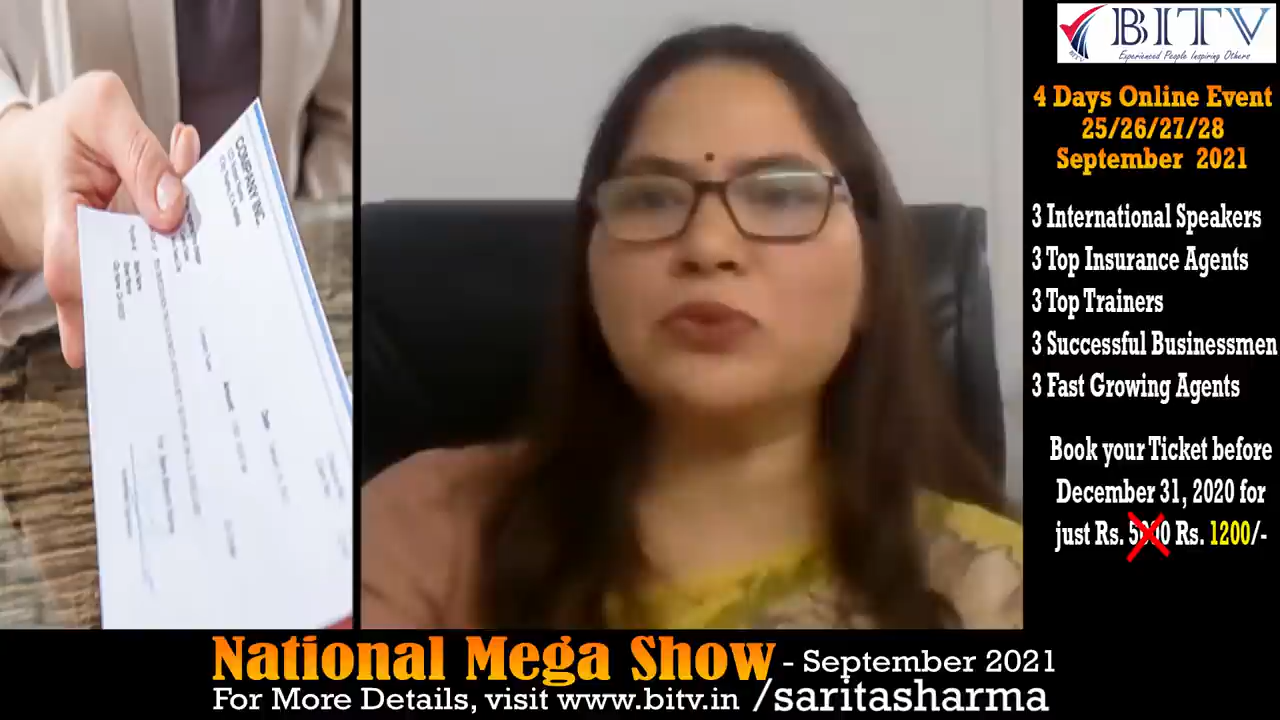 COMPANY INC.
BITV
Experienced People Inspiring Others
4 Days Online Event
25/26/27/28
September 2021
3 International Speakers
3 Top Insurance Agents
3 Top Trainers
3 Successful Businessmen
3 Fast Growing Agents
Book your Ticket before
December 31, 2020 for
just Rs. 5000 Rs. 1200/-
National Mega Show - September 2021
For More Details, visit www.bitv.in /saritasharma